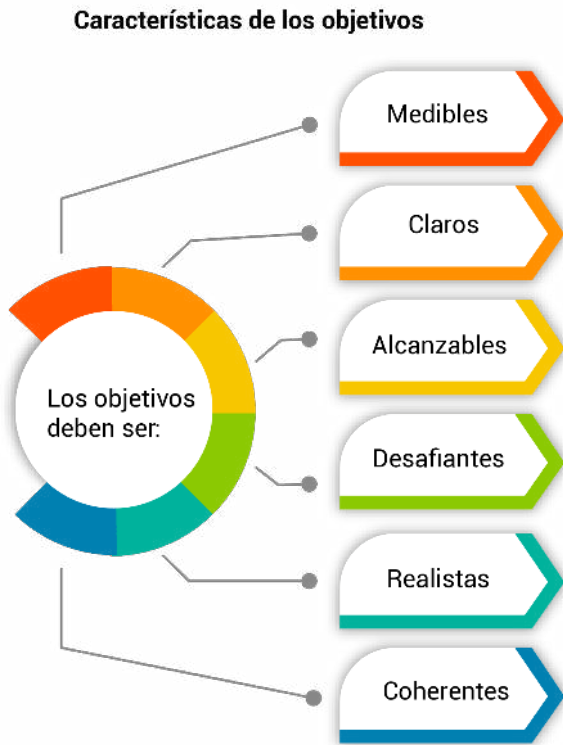 Características de los objetivos
Medibles
Claros
Alcanzables
Los objetivos
deben ser:
Desafiantes
Realistas
Coherentes